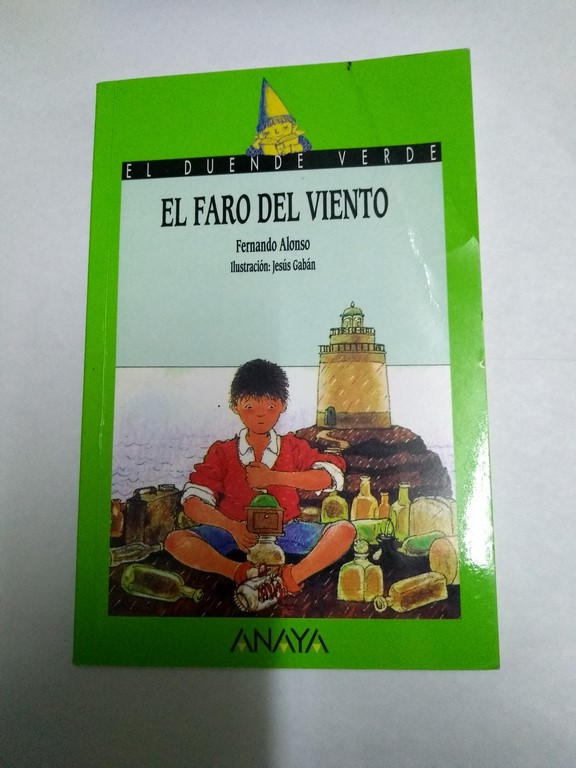 EL DUENDE VERDE
EL FARO DEL VIENTO
Fernando Alonso
Ilustración: Jesús Gabán
ANAYA